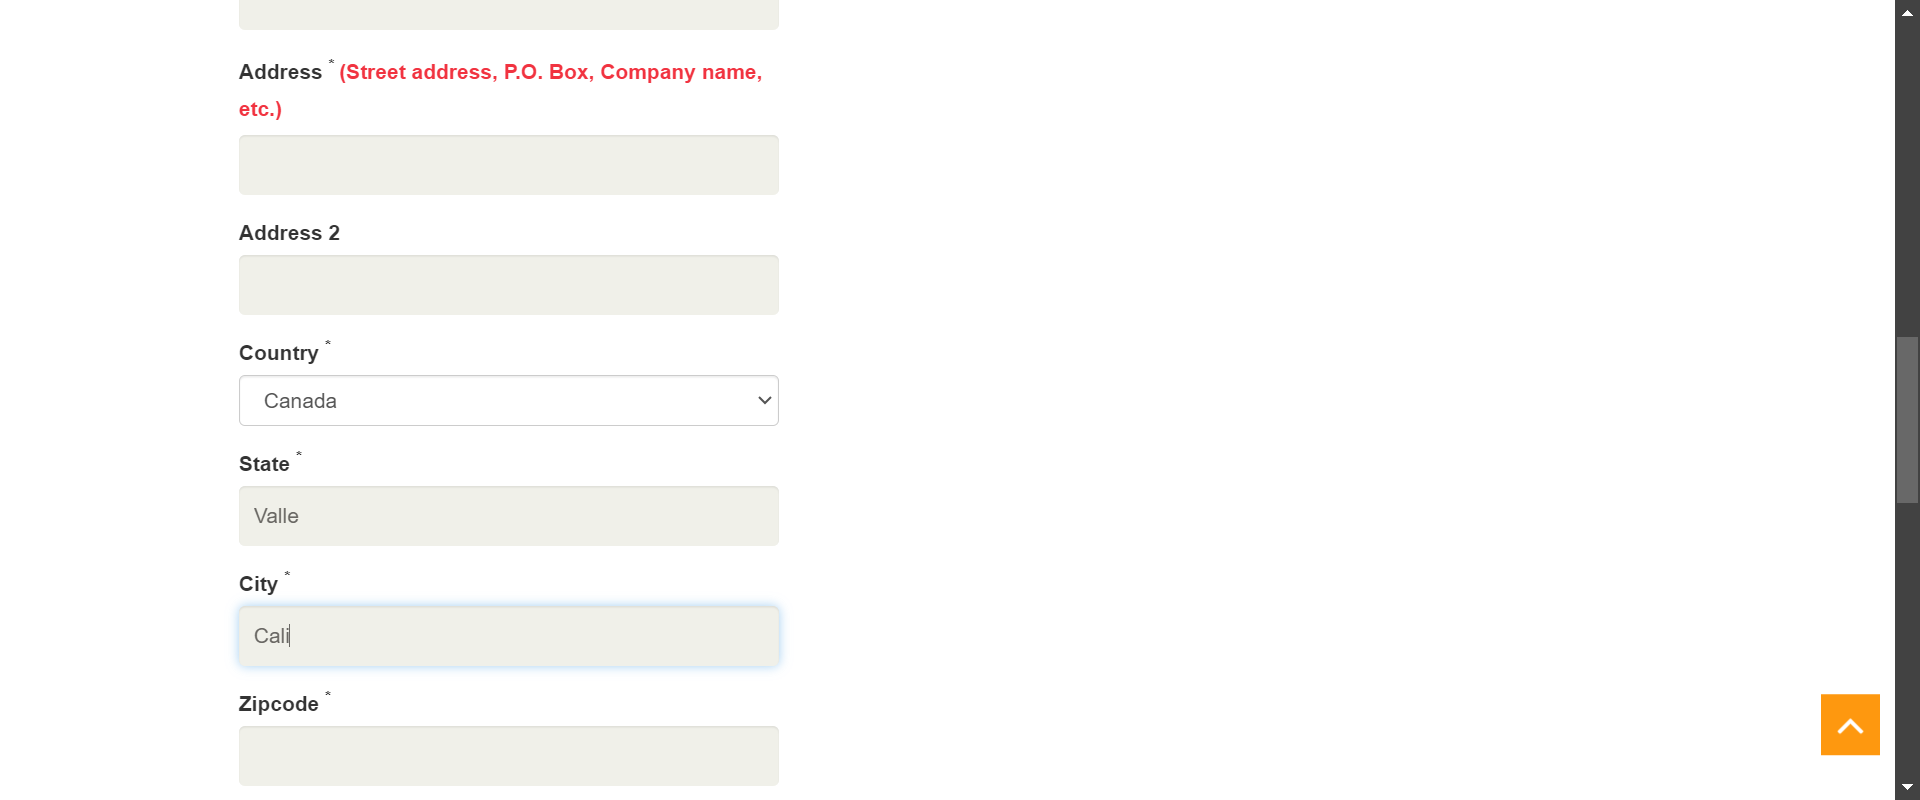 Address * (Street address, P.O. Box, Company name,
etc.)
Address 2
Country *
Canada
State *
Valle
City *
Cali
Zipcode *